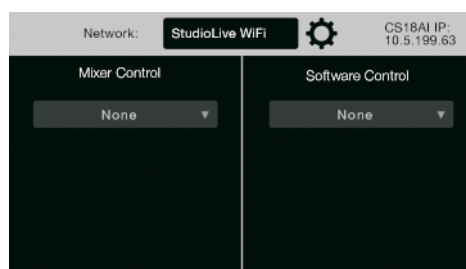 Network: StudioLive WiFi CS18AI IP:
10.5.199.63
Mixer Control Software Control
None None